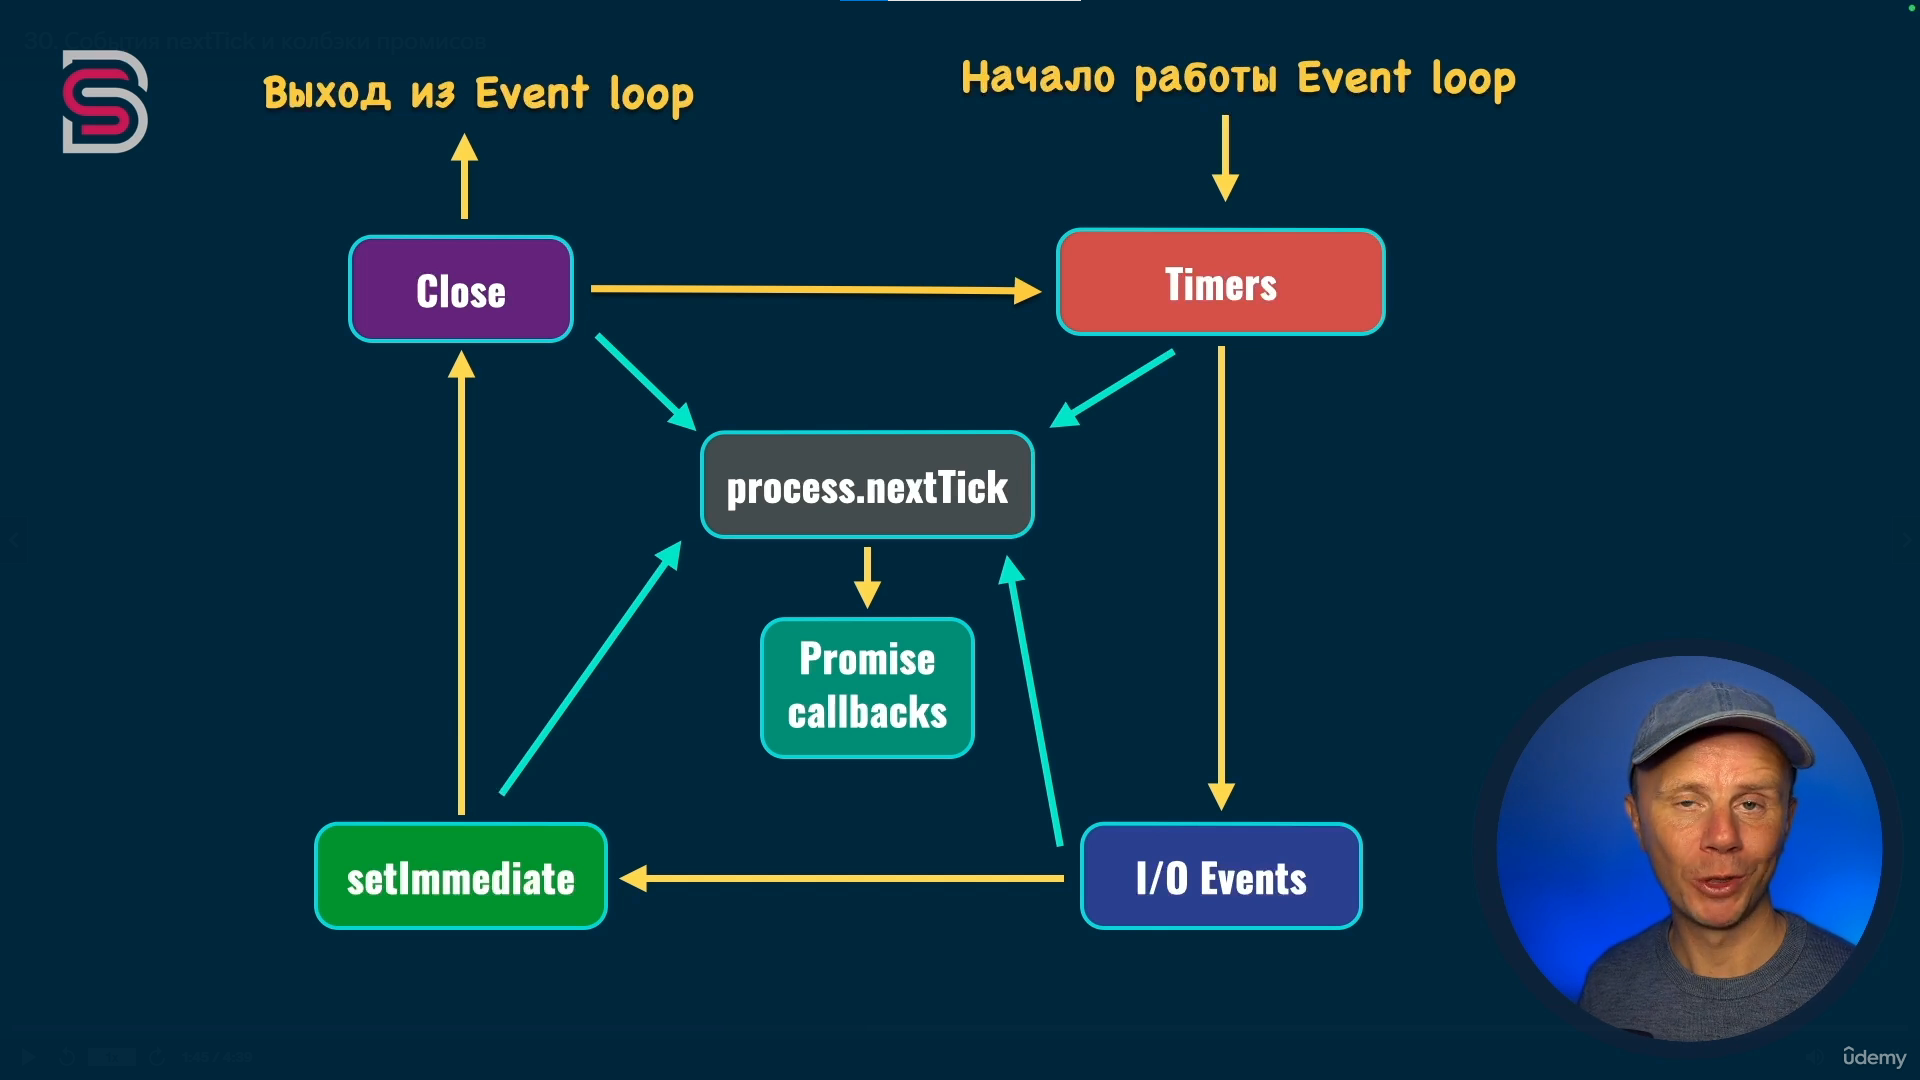 30. События nextTick и колбэки промисов
Выход из Event loop
Начало работы Event loop
Close
Timers
process.nextTick
Promise
callbacks
setImmediate
I/O Events
ûdemy